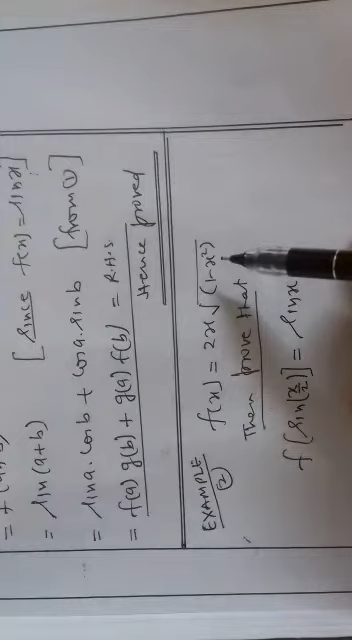 = sin(a+b) [since f(x) = sinx]
= sina.cosb + cosa.sinb [from ①]
= f(a) g(b) + g(a) f(b) = R.H.S
Hence proved
EXAMPLE ② f(x) = 2x√(1-x²)
Then prove that
f[sin(x/2)] = sinx